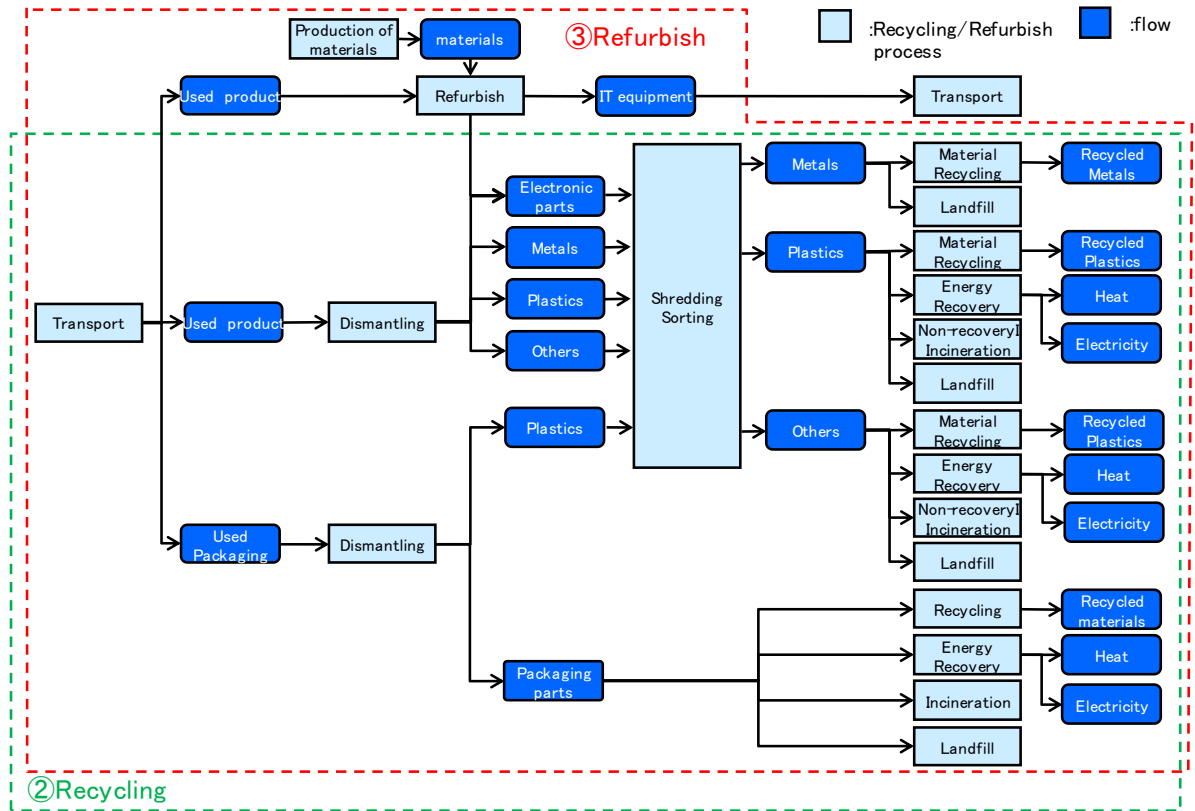 Production of
materials
materials
③Refurbish
:Recycling/Refurbish
process
:flow
Used product
Refurbish
IT equipment
Transport
Electronic
parts
Metals
Plastics
Others
Shredding
Sorting
Metals
Material
Recycling
Recycled
Metals
Landfill
Plastics
Material
Recycling
Recycled
Plastics
Energy
Recovery
Heat
Non-recoveryI
Incineration
Electricity
Landfill
Transport
Used product
Dismantling
Plastics
Others
Material
Recycling
Recycled
Plastics
Energy
Recovery
Heat
Non-recoveryI
Incineration
Electricity
Landfill
Used
Packaging
Dismantling
Packaging
parts
Recycling
Recycled
materials
Energy
Recovery
Heat
Incineration
Electricity
Landfill
②Recycling